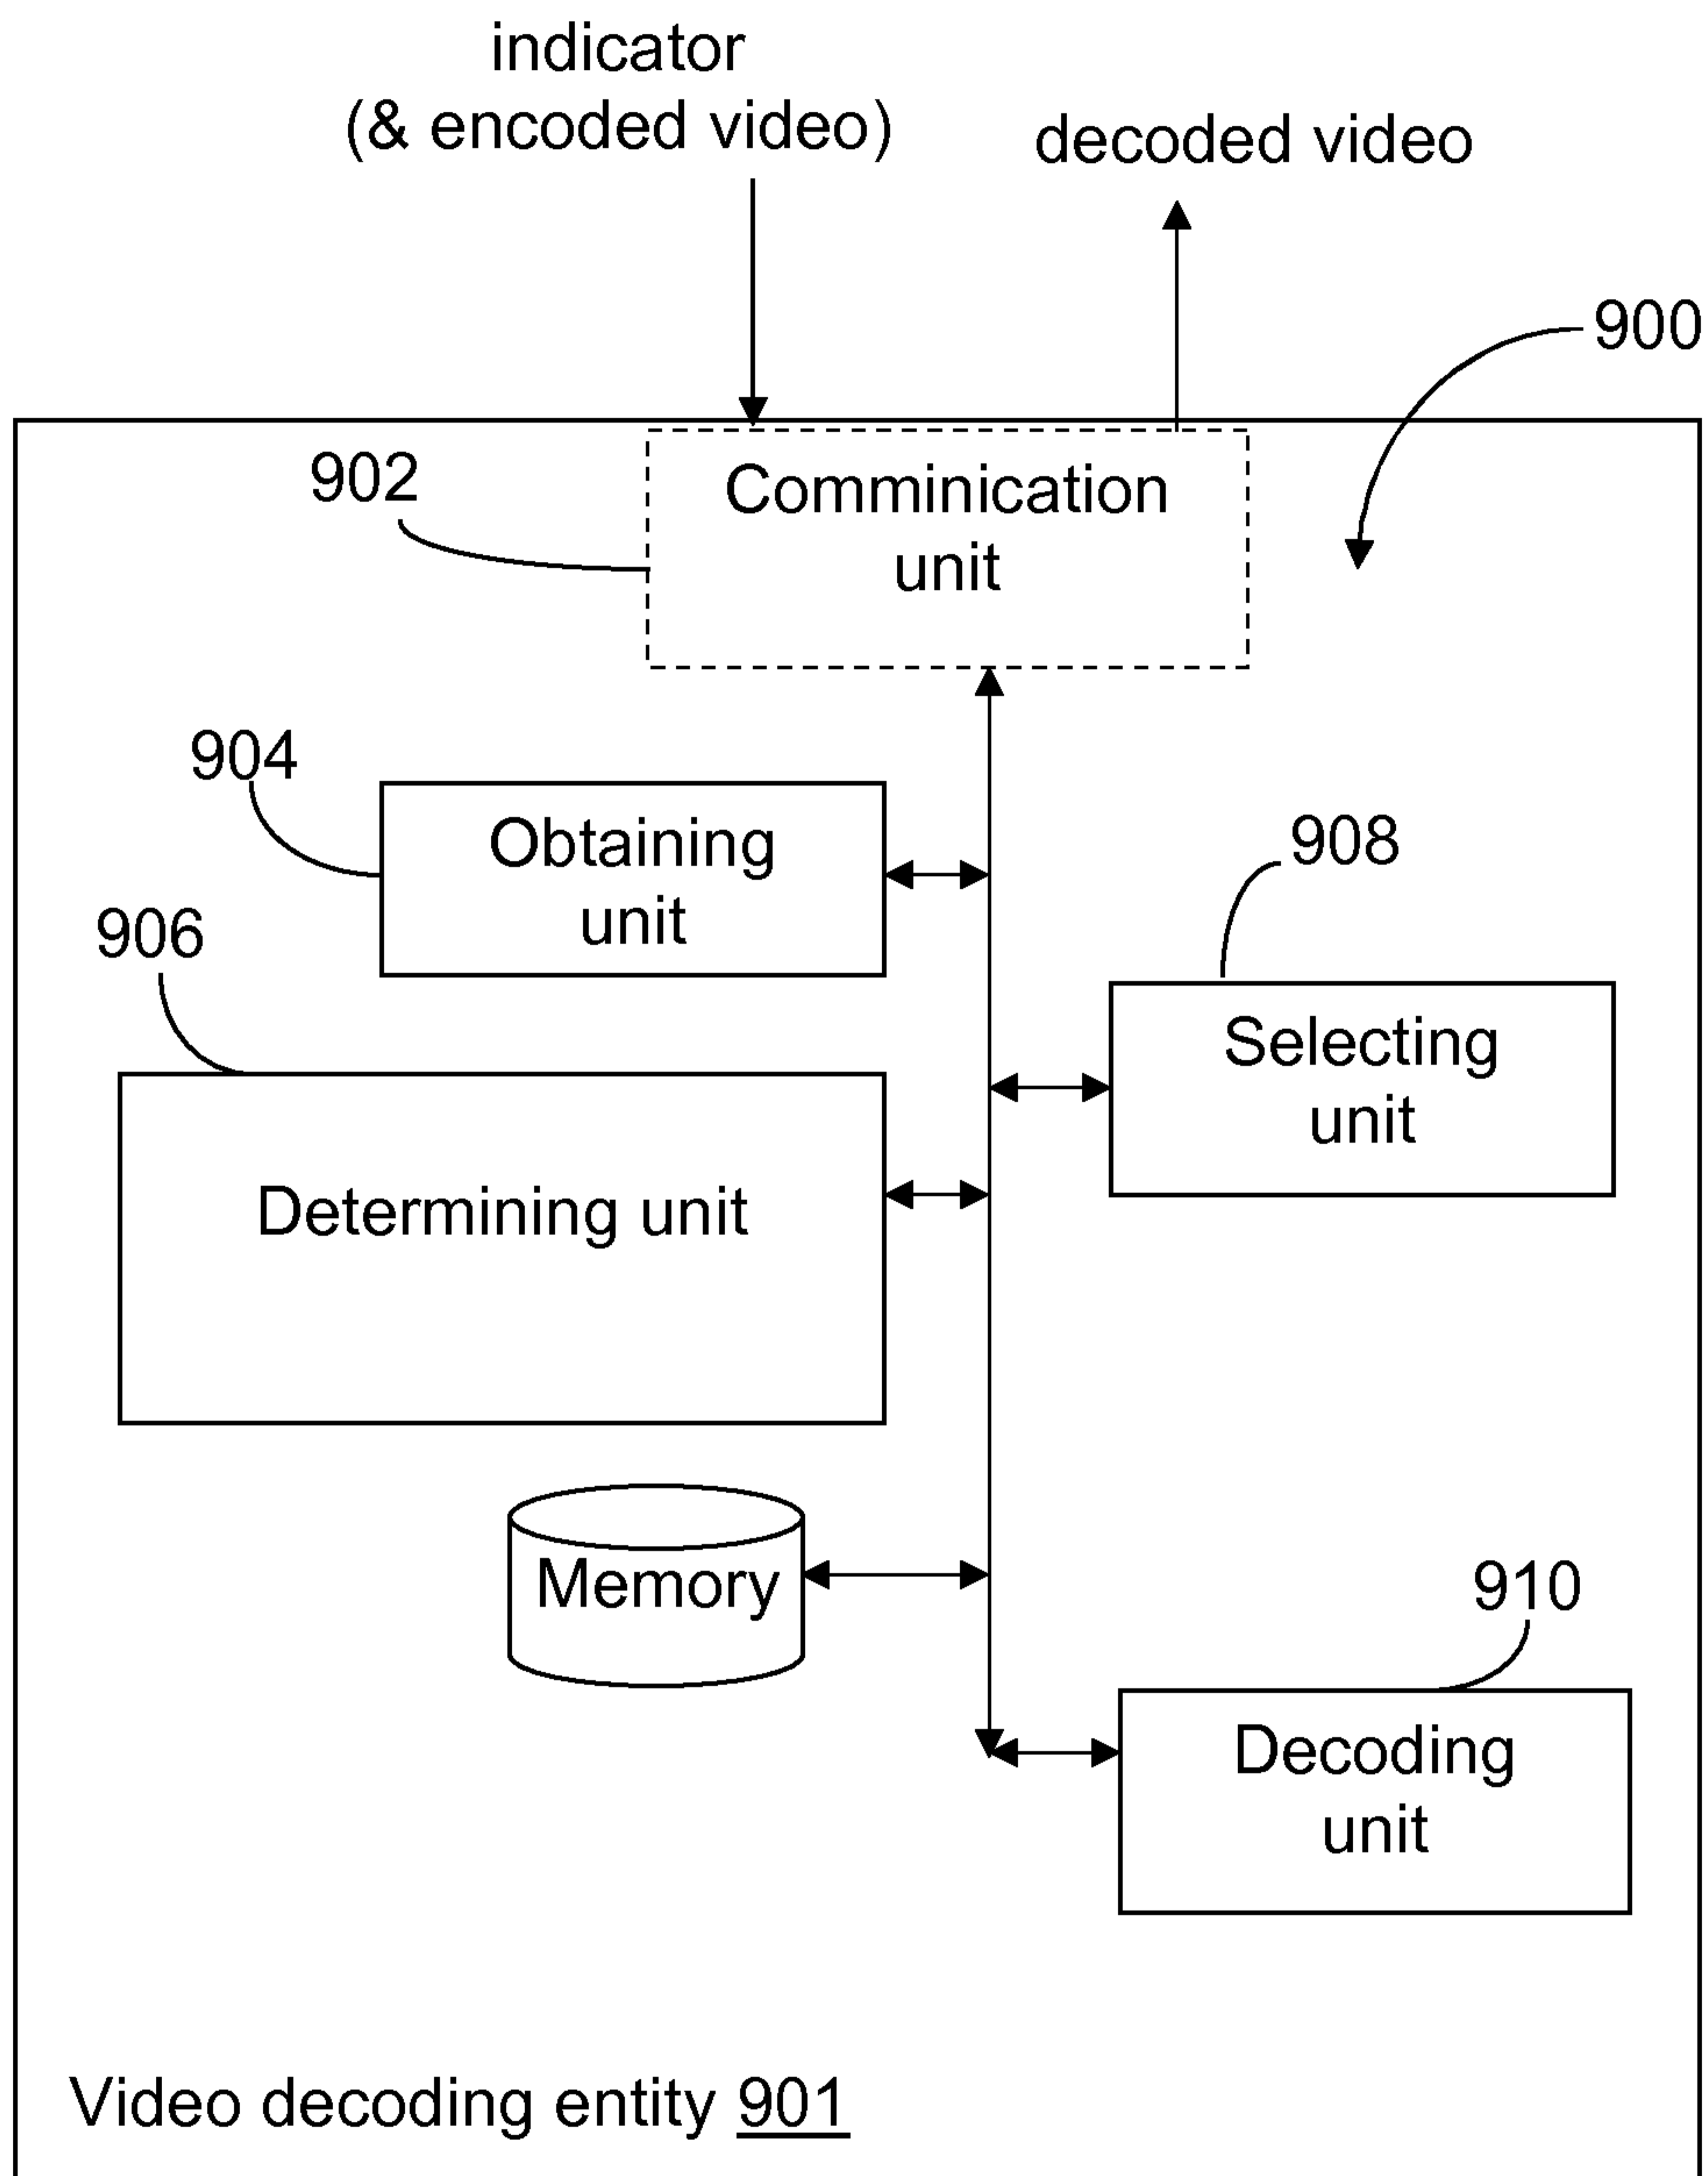 indicator
(& encoded video)
decoded video
900
902
Comminication
unit
904
Obtaining
unit
908
906
Selecting
unit
Determining unit
Memory
910
Decoding
unit
Video decoding entity 901